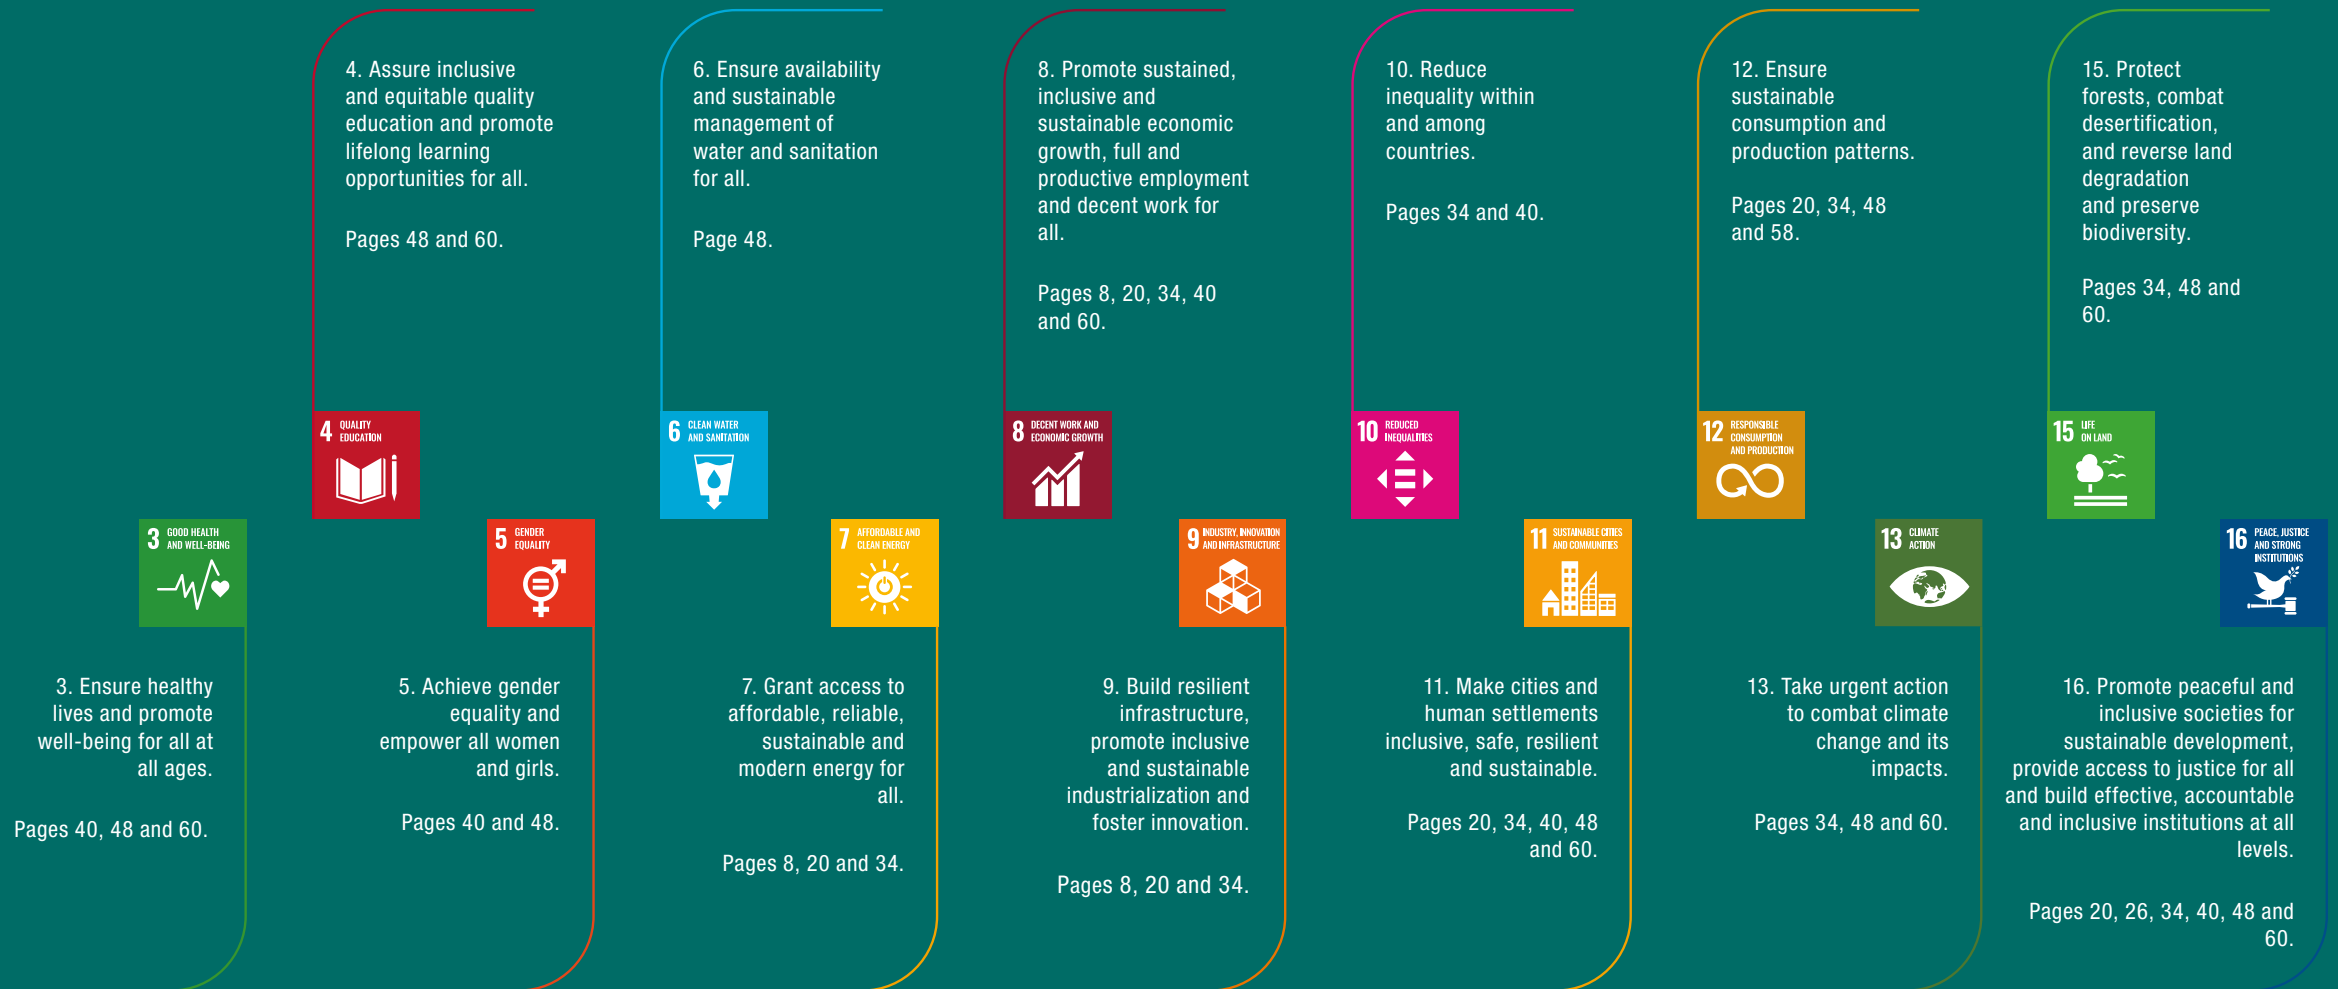 4. Assure inclusive
and equitable quality
education and promote
lifelong learning
opportunities for all.
Pages 48 and 60.
6. Ensure availability
and sustainable
management of
water and sanitation
for all.
Page 48.
8. Promote sustained,
inclusive and
sustainable economic
growth, full and
productive employment
and decent work for
all.
Pages 8, 20, 34, 40
and 60.
10. Reduce
inequality within
and among
countries.
Pages 34 and 40.
12. Ensure
sustainable
consumption and
production patterns.
Pages 20, 34, 48
and 58.
15. Protect
forests, combat
desertification,
and reverse land
degradation
and preserve
biodiversity.
Pages 34, 48 and
60.
4 QUALITY
EDUCATION
6 CLEAN WATER
AND SANITATION
8 DECENT WORK AND
ECONOMIC GROWTH
10 REDUCED
INEQUALITIES
12 RESPONSIBLE
CONSUMPTION
AND PRODUCTION
15 LIFE
ON LAND
3 GOOD HEALTH
AND WELL-BEING
5 GENDER
EQUALITY
7 AFFORDABLE AND
CLEAN ENERGY
9 INDUSTRY, INNOVATION
AND INFRASTRUCTURE
11 SUSTAINABLE CITIES
AND COMMUNITIES
13 CLIMATE
ACTION
16 PEACE, JUSTICE
AND STRONG
INSTITUTIONS
3. Ensure healthy
lives and promote
well-being for all at
all ages.
Pages 40, 48 and 60.
5. Achieve gender
equality and
empower all women
and girls.
Pages 40 and 48.
7. Grant access to
affordable, reliable,
sustainable and
modern energy for
all.
Pages 8, 20 and 34.
9. Build resilient
infrastructure,
promote inclusive
and sustainable
industrialization and
foster innovation.
Pages 8, 20 and 34.
11. Make cities and
human settlements
inclusive, safe, resilient
and sustainable.
Pages 20, 34, 40, 48
and 60.
13. Take urgent action
to combat climate
change and its
impacts.
Pages 34, 48 and 60.
16. Promote peaceful and
inclusive societies for
sustainable development,
provide access to justice for all
and build effective, accountable
and inclusive institutions at all
levels.
Pages 20, 26, 34, 40, 48 and
60.